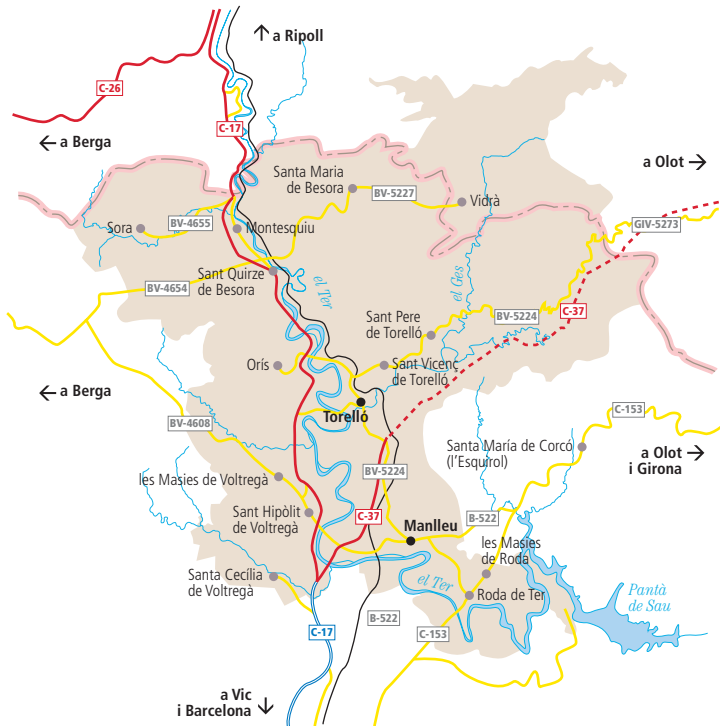 a Ripoll
C-26
C-17
a Berga
a Olot
Santa Maria
de Besora
BV-5227
Vidrà
Sora
BV-4655
Montesquiu
GIV-5273
Sant Quirze
de Besora
el Ter
el Ges
BV-4654
Sant Pere
de Torelló
BV-5224
C-37
Orís
Sant Vicenç
de Torelló
a Berga
Torelló
C-153
BV-4608
Santa María de Corcó
(l'Esquirol)
a Olot
i Girona
BV-5224
les Masies de Voltregà
Sant Hipòlit
de Voltregà
C-37
B-522
Manlleu
les Masies
de Roda
Santa Cecília
de Voltregà
el Ter
Roda de Ter
Pantà
de Sau
B-522
C-17
C-153
a Vic
i Barcelona